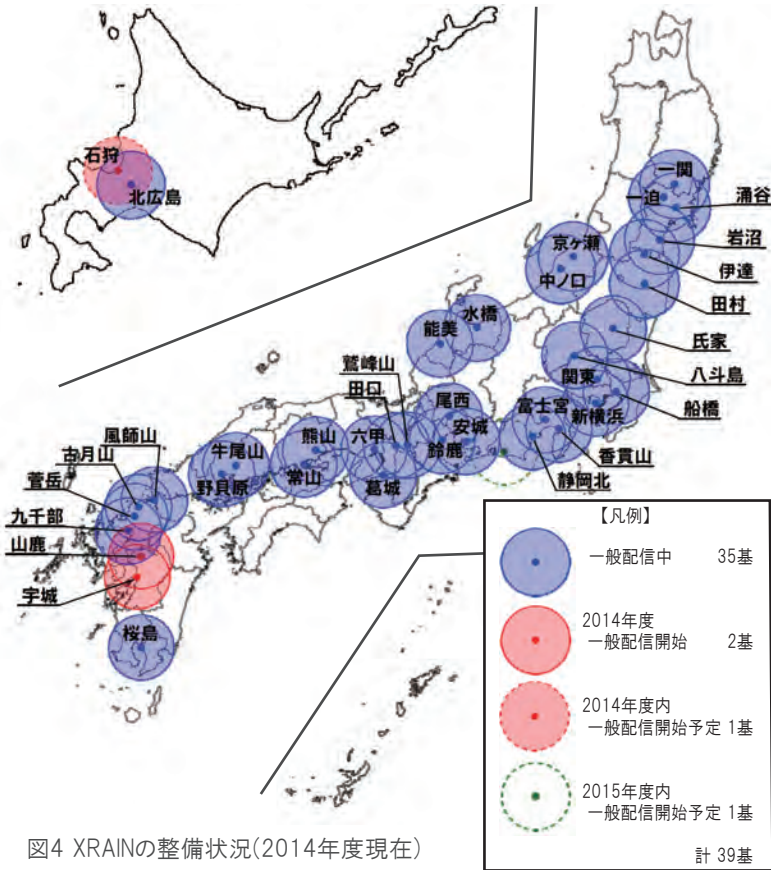 石狩
北広島
一関
一迫
涌谷
岩沼
伊達
田村
京ヶ瀬
中ノ口
水橋
能美
氏家
八斗島
関東
船橋
新横浜
富士宮
香貫山
静岡北
鷲峰山
田口
尾西
安城
鈴鹿
六甲
葛城
熊山
常山
牛尾山
野貝原
風師山
古月山
菅岳
九千部
山鹿
宇城
桜島
【凡例】
一般配信中 35基
2014年度
一般配信開始 2基
2014年度内
一般配信開始予定 1基
2015年度内
一般配信開始予定 1基
計 39基
図4 XRAINの整備状況(2014年度現在)